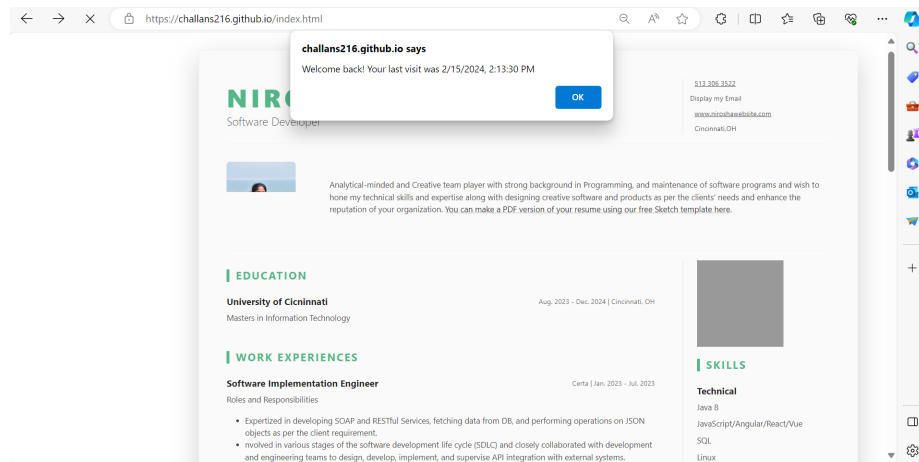 https://challans216.github.io/index.html
challans216.github.io says
Welcome back! Your last visit was 2/15/2024, 2:13:30 PM
OK
NIRO
Software Developer
513 306 3522
Display my Email
www.niroshawebsite.com
Cincinnati,OH
Analytical-minded and Creative team player with strong background in Programming, and maintenance of software programs and wish to
hone my technical skills and expertise along with designing creative software and products as per the clients' needs and enhance the
reputation of your organization. You can make a PDF version of your resume using our free Sketch template here.
EDUCATION
University of Cicninnati
Aug. 2023 - Dec. 2024 | Cincinnati, OH
Masters in Information Technology
WORK EXPERIENCES
Software Implementation Engineer
Certa | Jan. 2023 - Jul. 2023
Roles and Responsibilities
• Expertized in developing SOAP and RESTful Services, fetching data from DB, and performing operations on JSON
objects as per the client requirement.
• nvolved in various stages of the software development life cycle (SDLC) and closely collaborated with development
and engineering teams to design, develop, implement, and supervise API integration with external systems.
SKILLS
Technical
Java 8
JavaScript/Angular/React/Vue
SQL
Linux